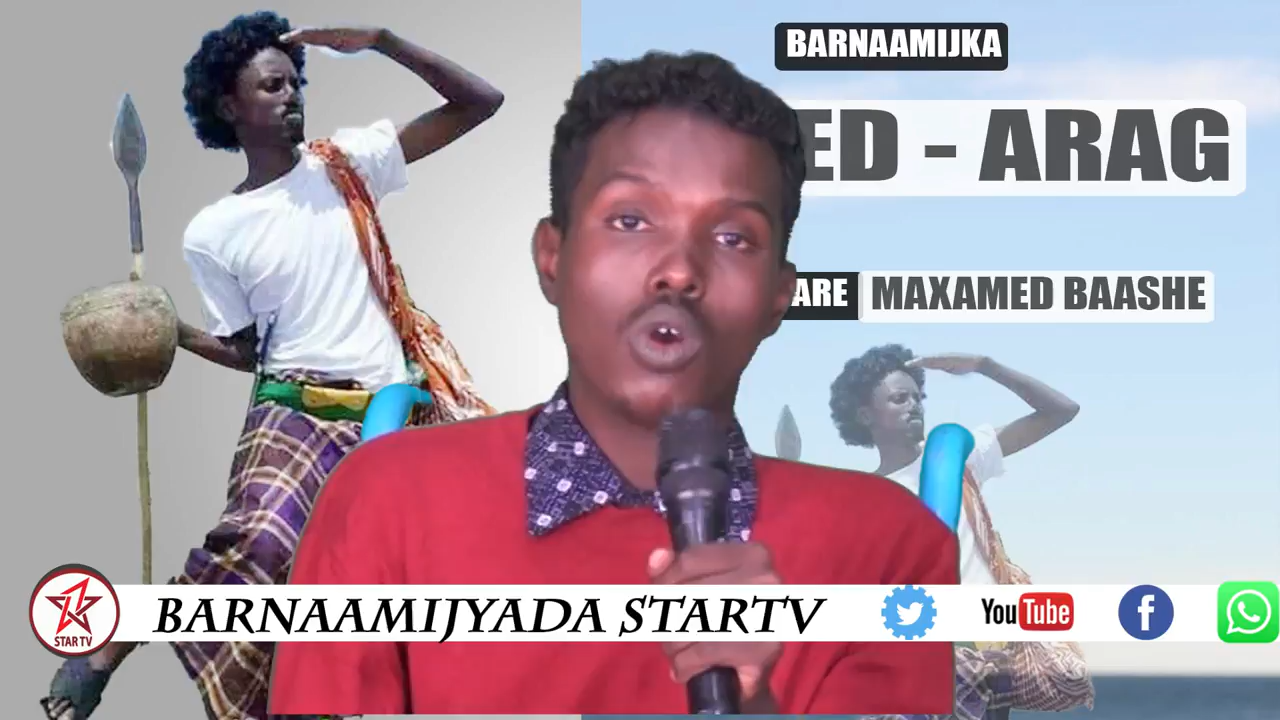 BARNAAMIJKA
ED - ARAG
ARE MAXAMED BAASHE
STAR TV
BARNAAMIJYADA STARTV
YouTube